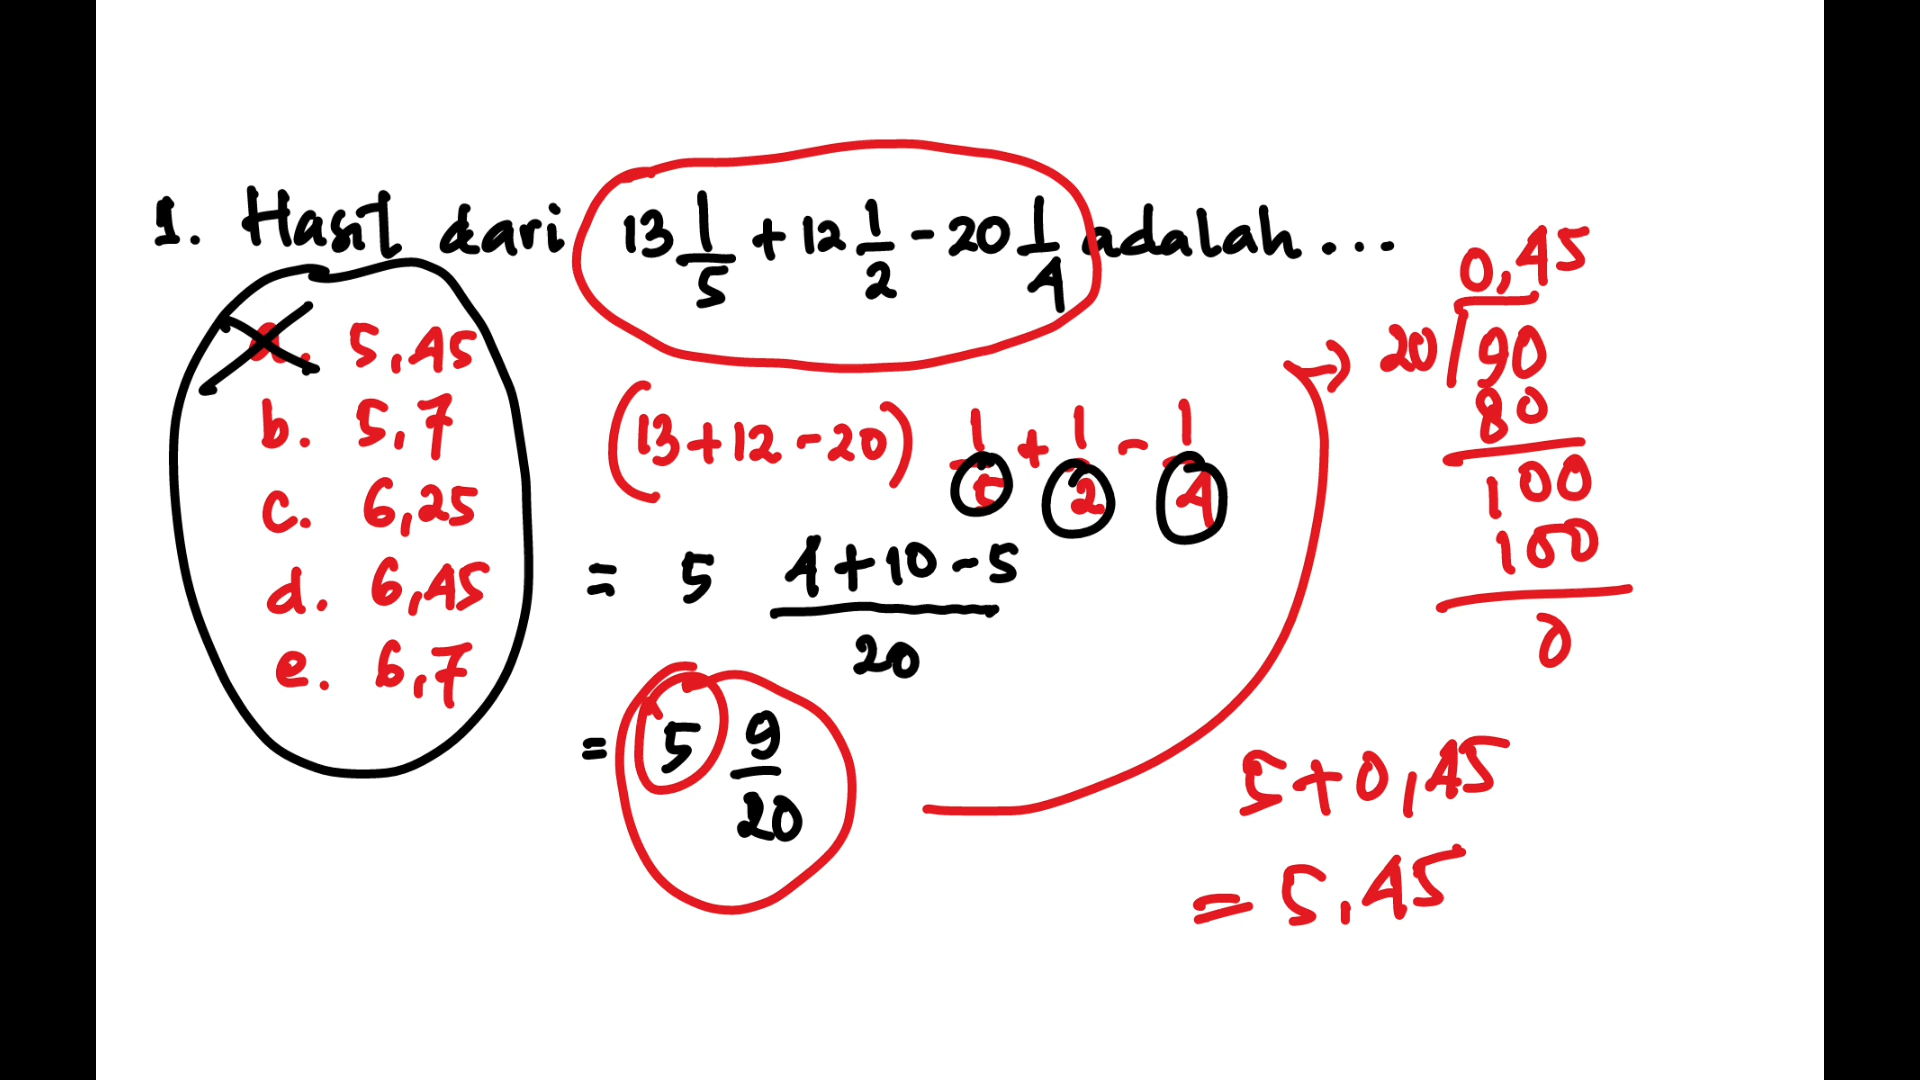 1. Hasil dari 13 1/5 + 12 1/2 - 20 1/4 adalah ...
a. 5,45
b. 5,7
c. 6,25
d. 6,45
e. 6,7
(13+12-20) 1/5 + 1/2 - 1/4
= 5 4+10-5/20
= 5 9/20
0,45
20/90
80
100
100
0
5+0,45
= 5,45